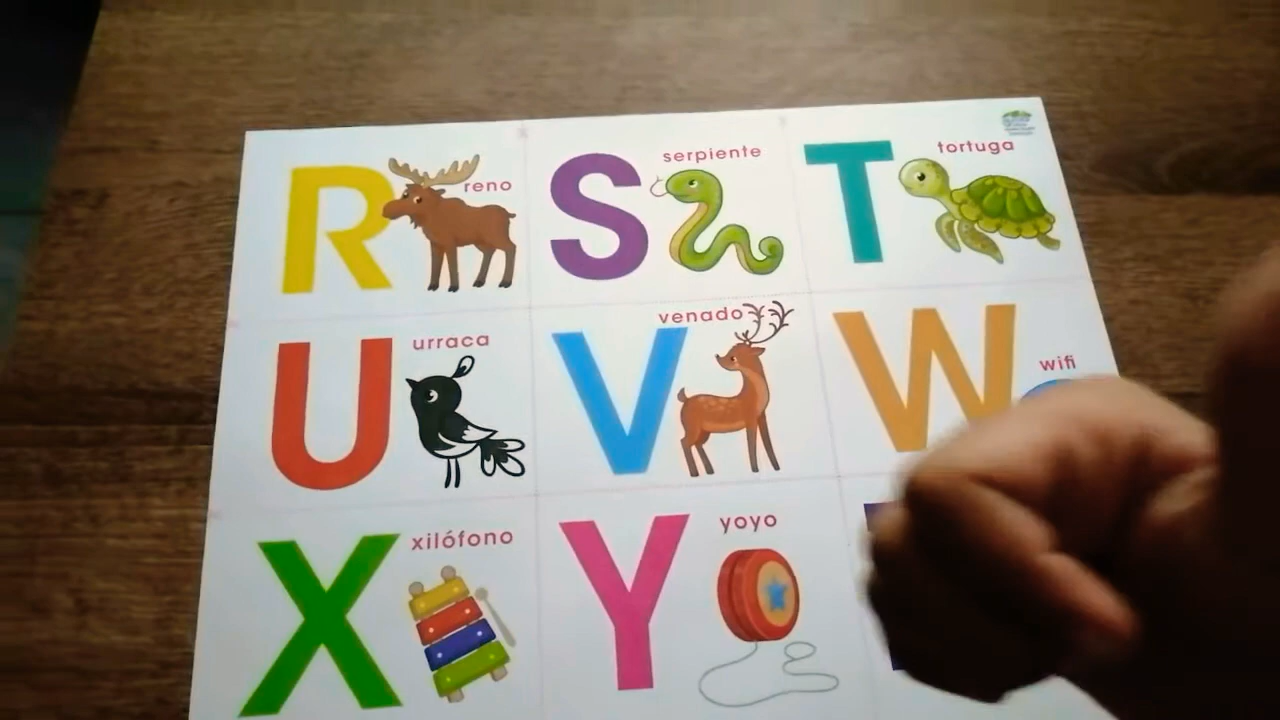 R reno
S serpiente
T tortuga
U urraca
V venado
W wifi
X xilófono
Y yoyo